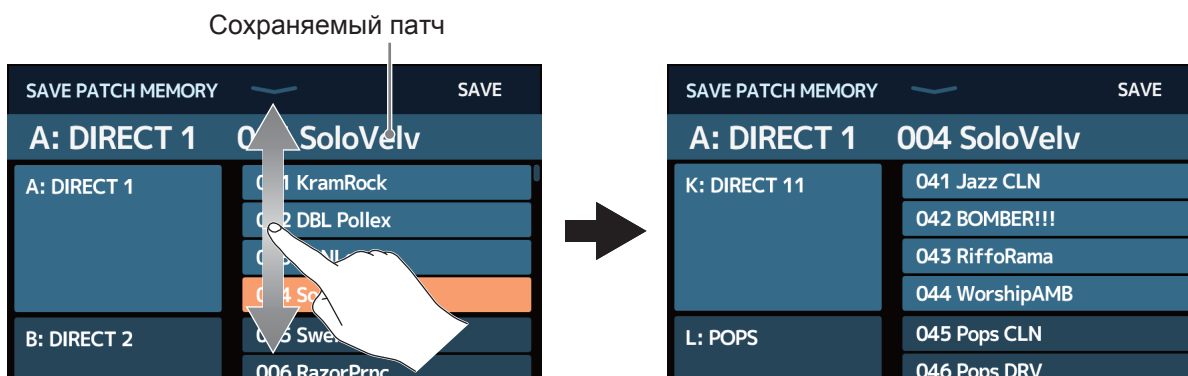 Сохраняемый патч
SAVE PATCH MEMORY SAVE
A: DIRECT 1 SoloVelv
A: DIRECT 1
KramRock
DBL Pollex
B: DIRECT 2
006 RazorPrnc
SAVE PATCH MEMORY SAVE
A: DIRECT 1 004 SoloVelv
K: DIRECT 11
041 Jazz CLN
042 BOMBER!!!
043 RiffoRama
044 WorshipAMB
L: POPS
045 Pops CLN
046 Pops DRV